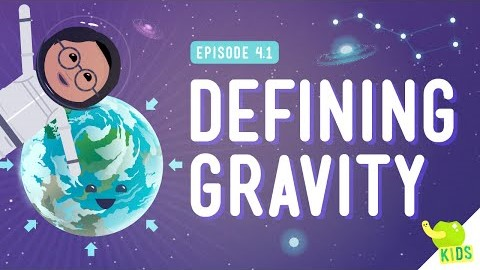 EPISODE 4.1
DEFINING
GRAVITY
KIDS